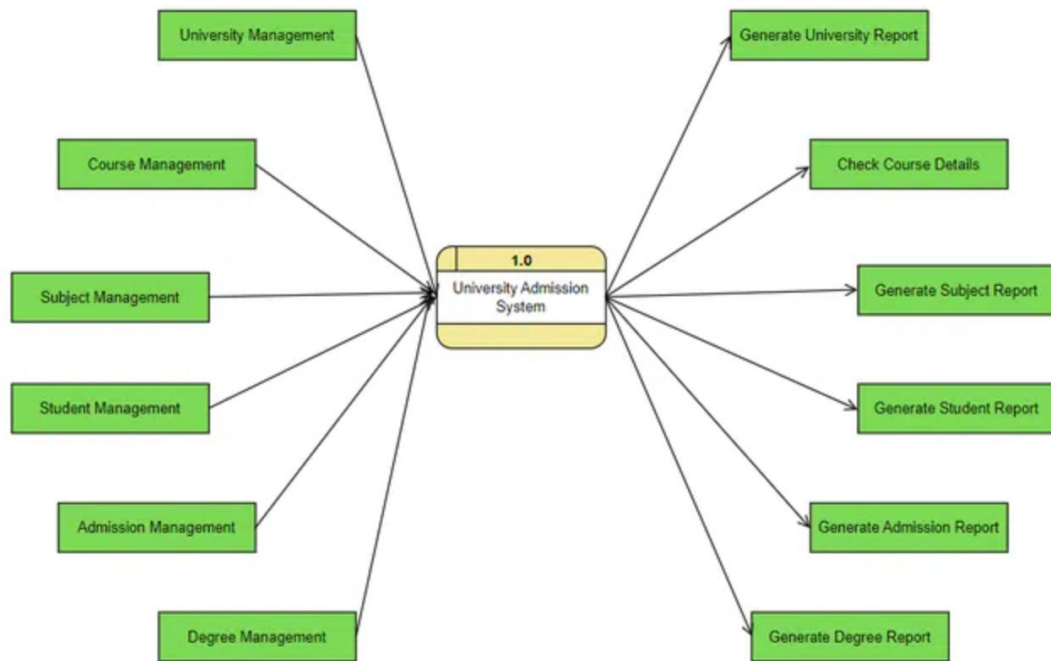 University Management
Generate University Report
Course Management
Check Course Details
1.0
University Admission
System
Subject Management
Generate Subject Report
Student Management
Generate Student Report
Admission Management
Generate Admission Report
Degree Management
Generate Degree Report